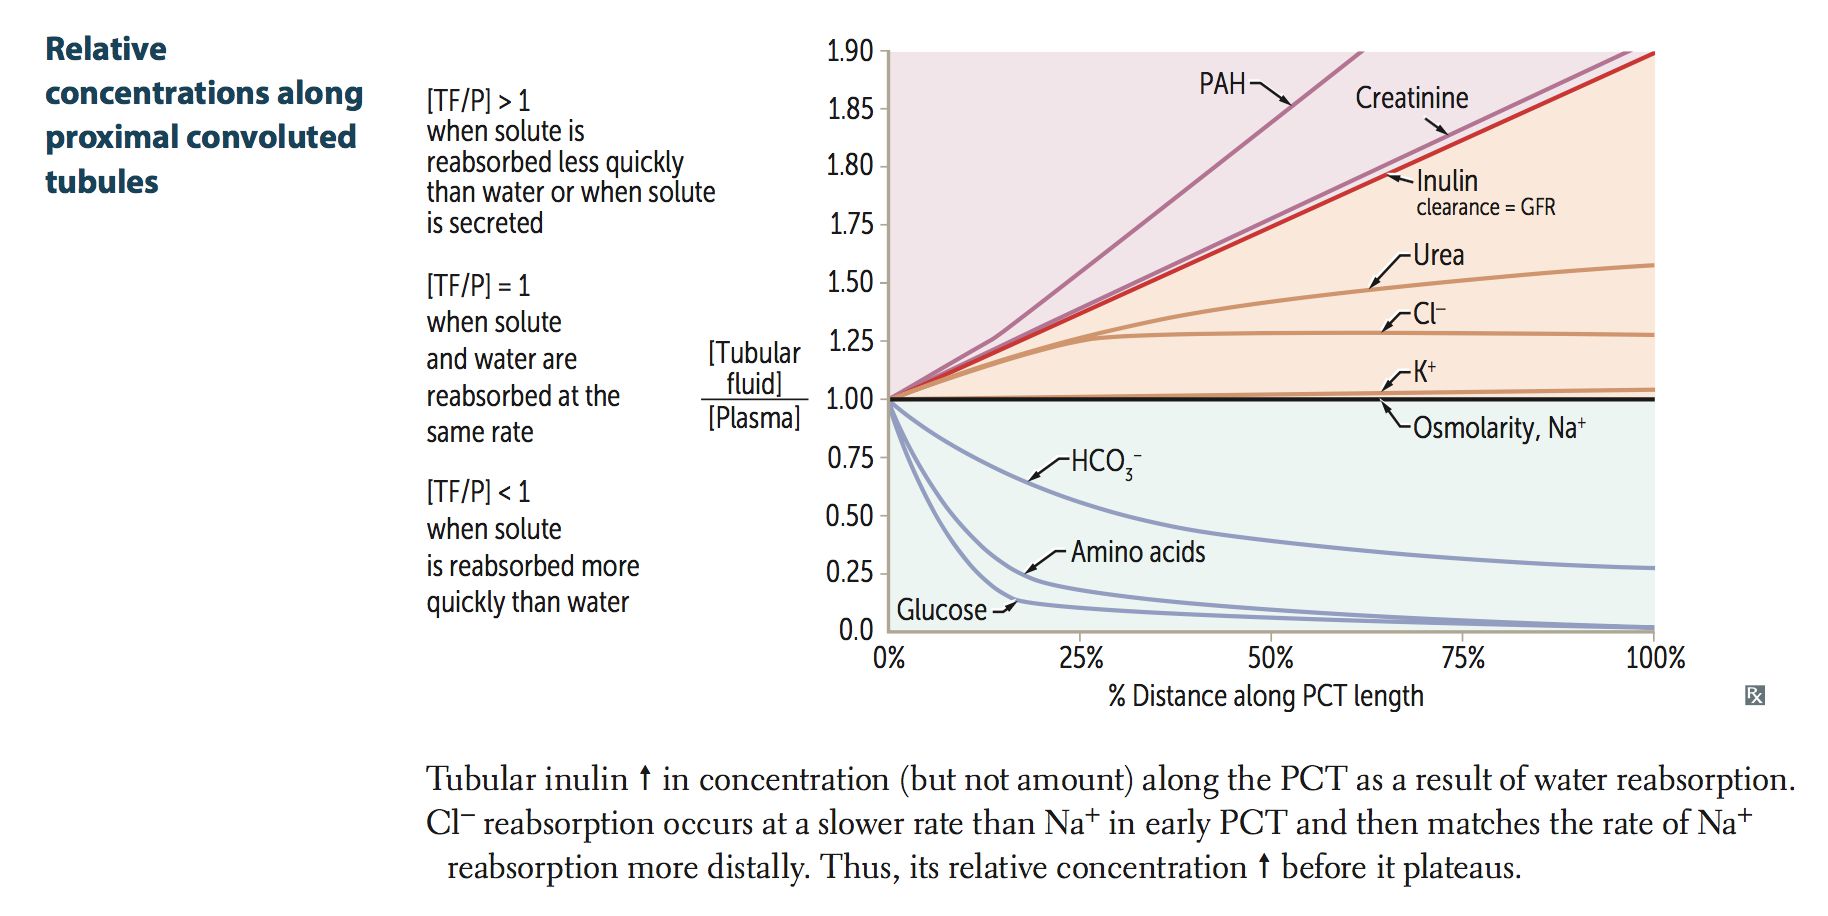 Relative
concentrations along
proximal convoluted
tubules
[TF/P] > 1
when solute is
reabsorbed less quickly
than water or when solute
is secreted
[TF/P] = 1
when solute
and water are
reabsorbed at the
same rate
[TF/P] < 1
when solute
is reabsorbed more
quickly than water
[Tubular
fluid]
[Plasma]
1.90
1.85
1.80
1.75
1.50
1.25
1.00
0.75
0.50
0.25
0.0
PAH
Creatinine
Inulin
clearance = GFR
Urea
Cl⁻
K⁺
Osmolarity, Na⁺
HCO₃⁻
Amino acids
Glucose
0%
25%
50%
75%
100%
% Distance along PCT length
Rx
Tubular inulin ↑ in concentration (but not amount) along the PCT as a result of water reabsorption.
Cl⁻ reabsorption occurs at a slower rate than Na⁺ in early PCT and then matches the rate of Na⁺
reabsorption more distally. Thus, its relative concentration ↑ before it plateaus.